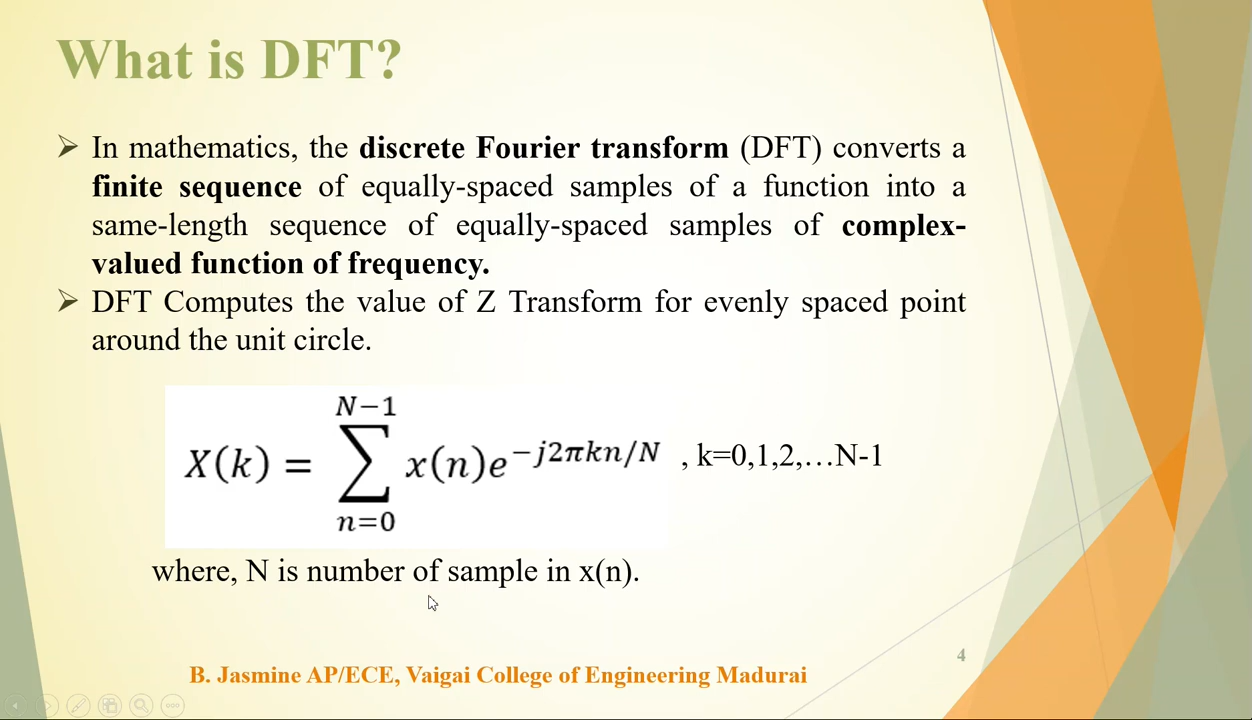 What is DFT?
➢ In mathematics, the discrete Fourier transform (DFT) converts a
finite sequence of equally-spaced samples of a function into a
same-length sequence of equally-spaced samples of complex-
valued function of frequency.
➢ DFT Computes the value of Z Transform for evenly spaced point
around the unit circle.
X(k) = ∑_{n=0}^{N−1} x(n)e^{−j2πkn/N} , k=0,1,2,…N-1
where, N is number of sample in x(n).
4
B. Jasmine AP/ECE, Vaigai College of Engineering Madurai